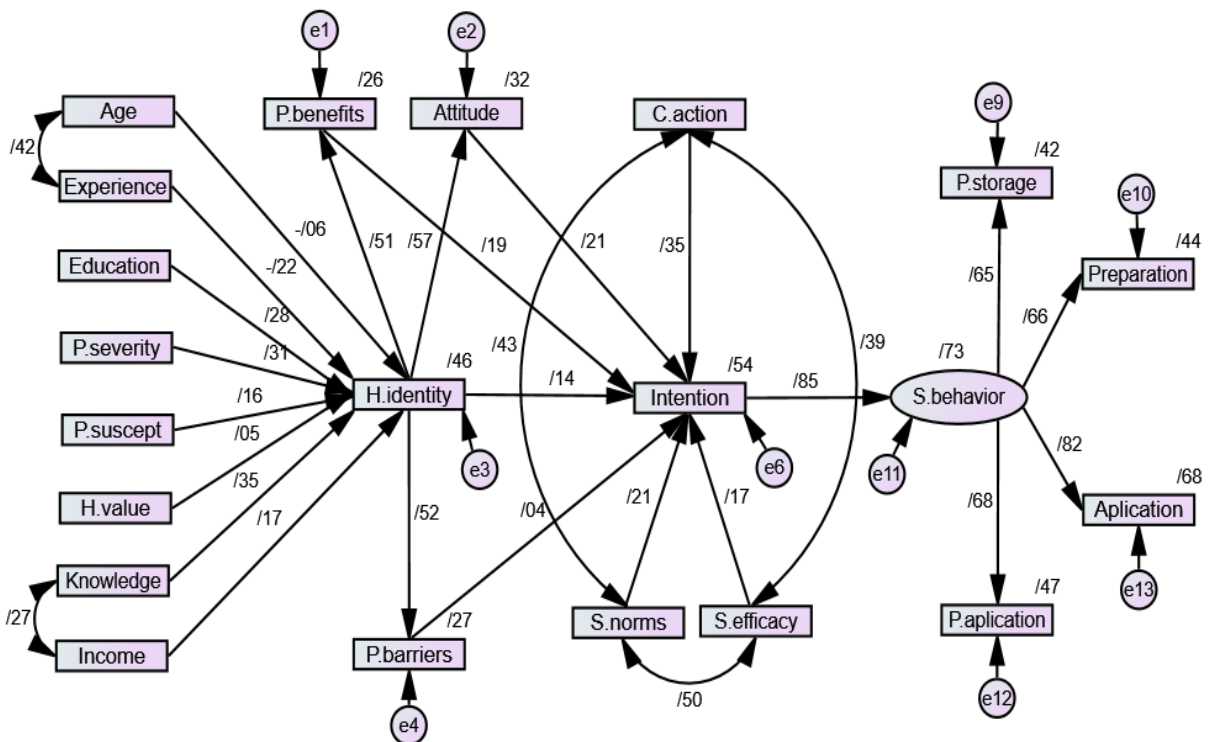 e1
e2
/26
/32
e9
Age
P.benefits
Attitude
C.action
/42
/42
P.storage
e10
Experience
-/06
/51
/57
/19
/21
/35
/44
Education
-/22
/65
Preparation
/28
/66
P.severity
/31
/46
/43
/54
/39
/73
/16
H.identity
/14
Intention
/85
S.behavior
P.suscept
/05
e3
e6
e11
/82
/35
/52
/04
/21
/17
/68
/68
H.value
/17
Aplication
Knowledge
e13
/27
/27
/47
Income
P.barriers
S.norms
S.efficacy
P.aplication
/50
e4
e12